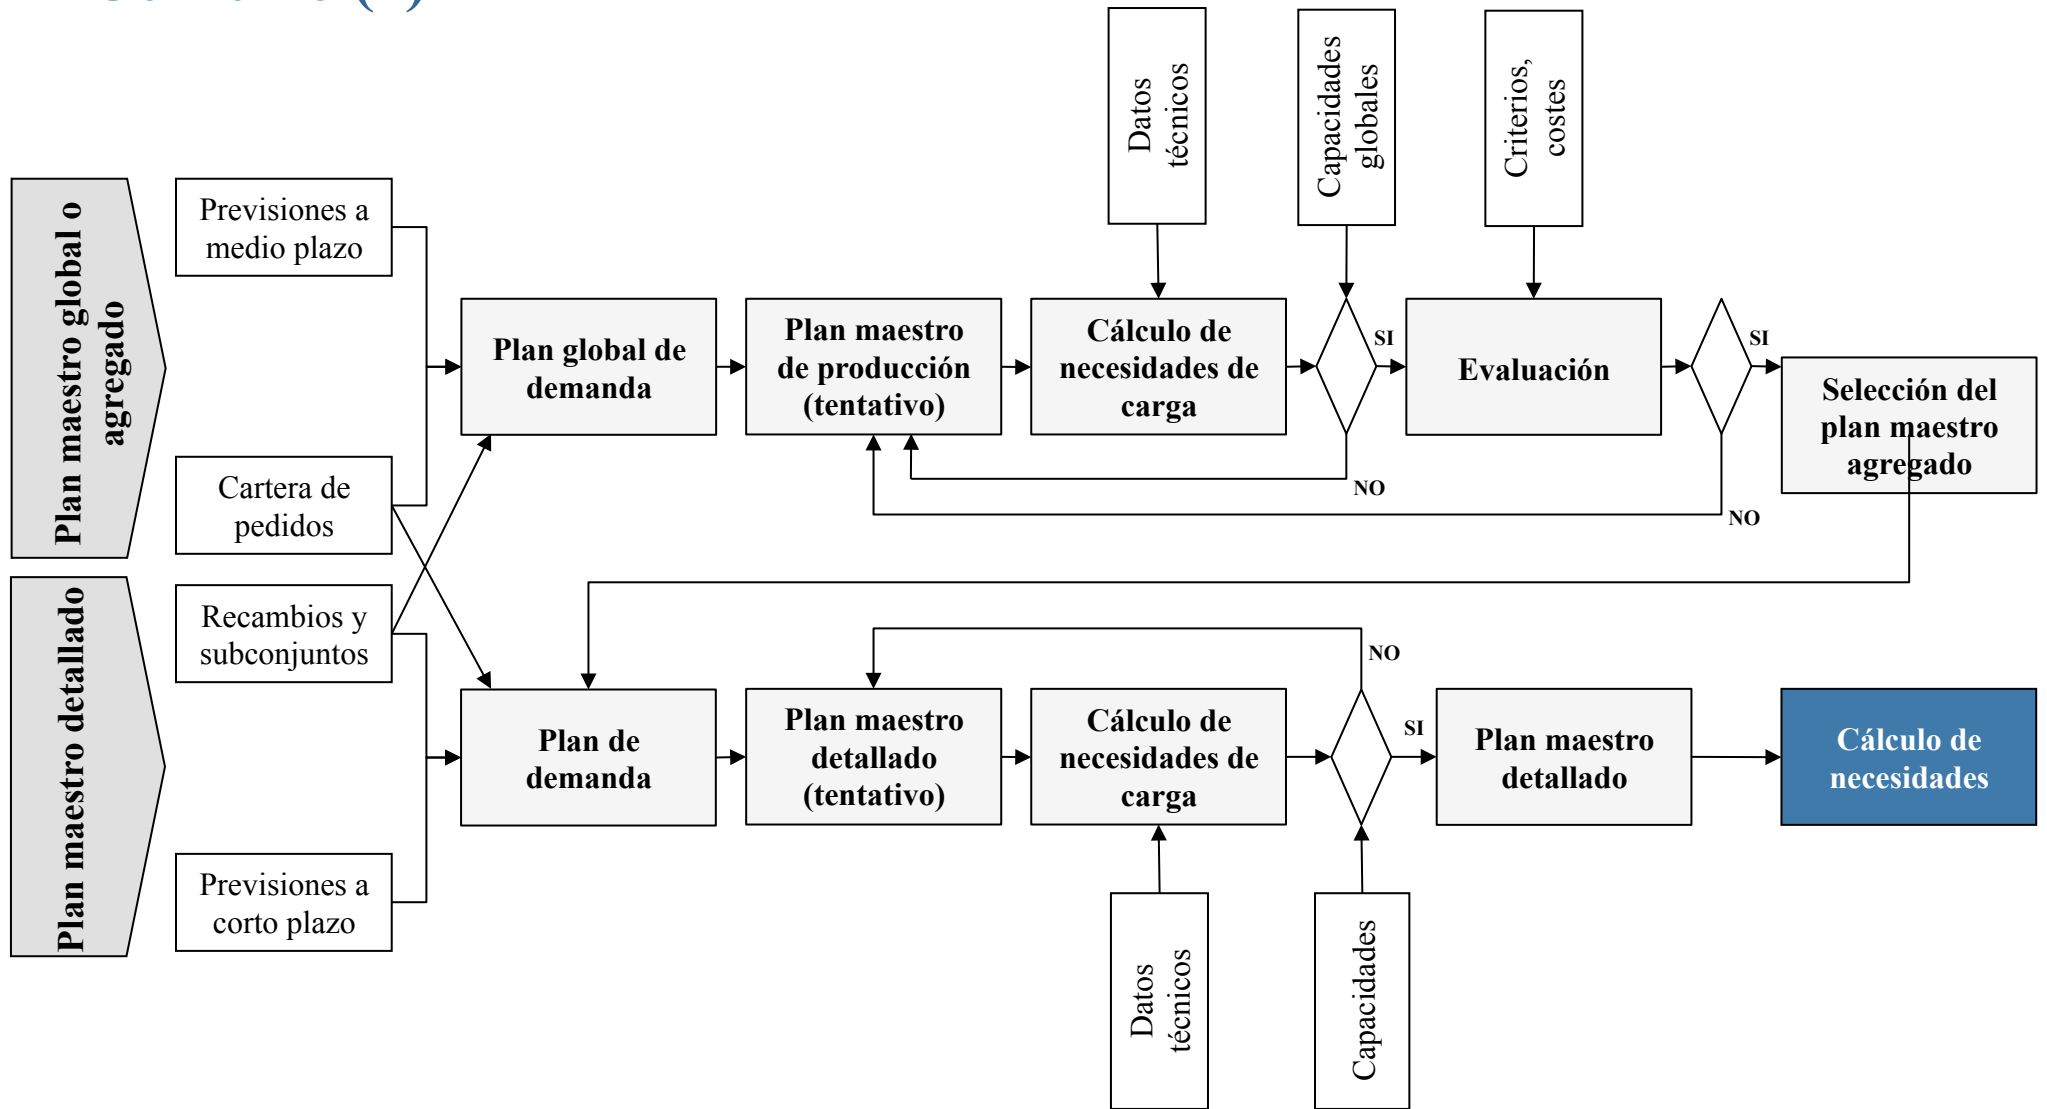 Datos
técnicos
Capacidades
globales
Criterios,
costes
Plan maestro global o
agregado
Previsiones a
medio plazo
Plan global de
demanda
Plan maestro
de producción
(tentativo)
Cálculo de
necesidades de
carga
SI
Evaluación
SI
Selección del
plan maestro
agregado
NO
NO
Cartera de
pedidos
Plan maestro detallado
Recambios y
subconjuntos
NO
Plan de
demanda
Plan maestro
detallado
(tentativo)
Cálculo de
necesidades de
carga
SI
Plan maestro
detallado
Cálculo de
necesidades
Previsiones a
corto plazo
Datos
técnicos
Capacidades